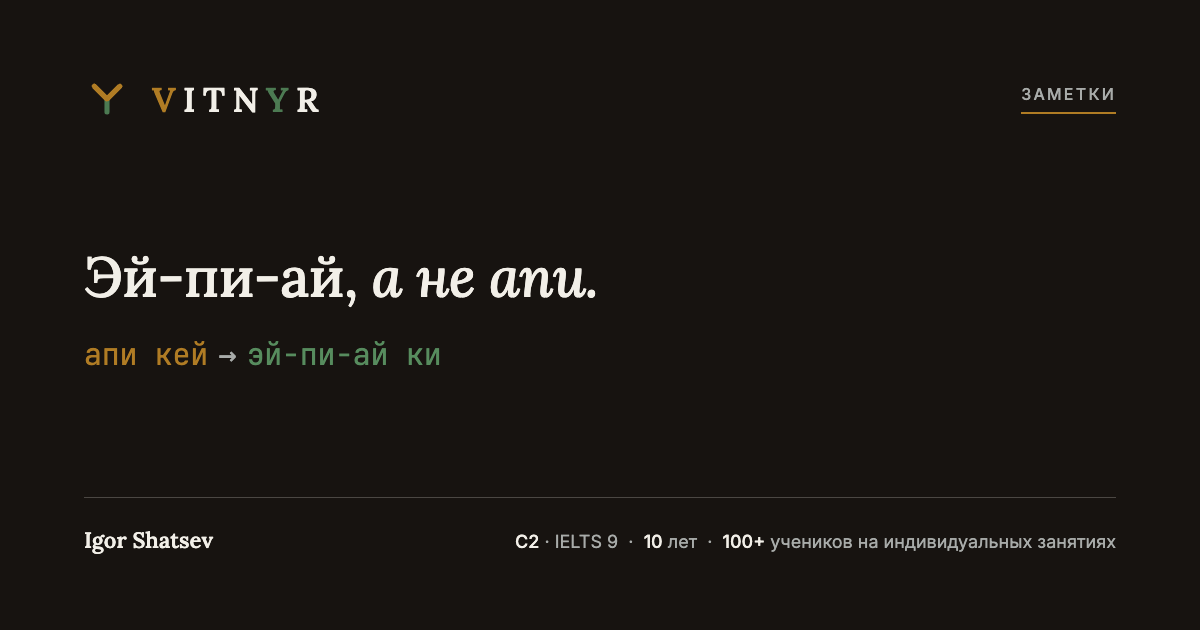 VITNYR
ЗАМЕТКИ
Эй-пи-ай, а не апи.
апи кей → эй-пи-ай ки
Igor Shatsev
C2 · IELTS 9 · 10 лет · 100+ учеников на индивидуальных занятиях